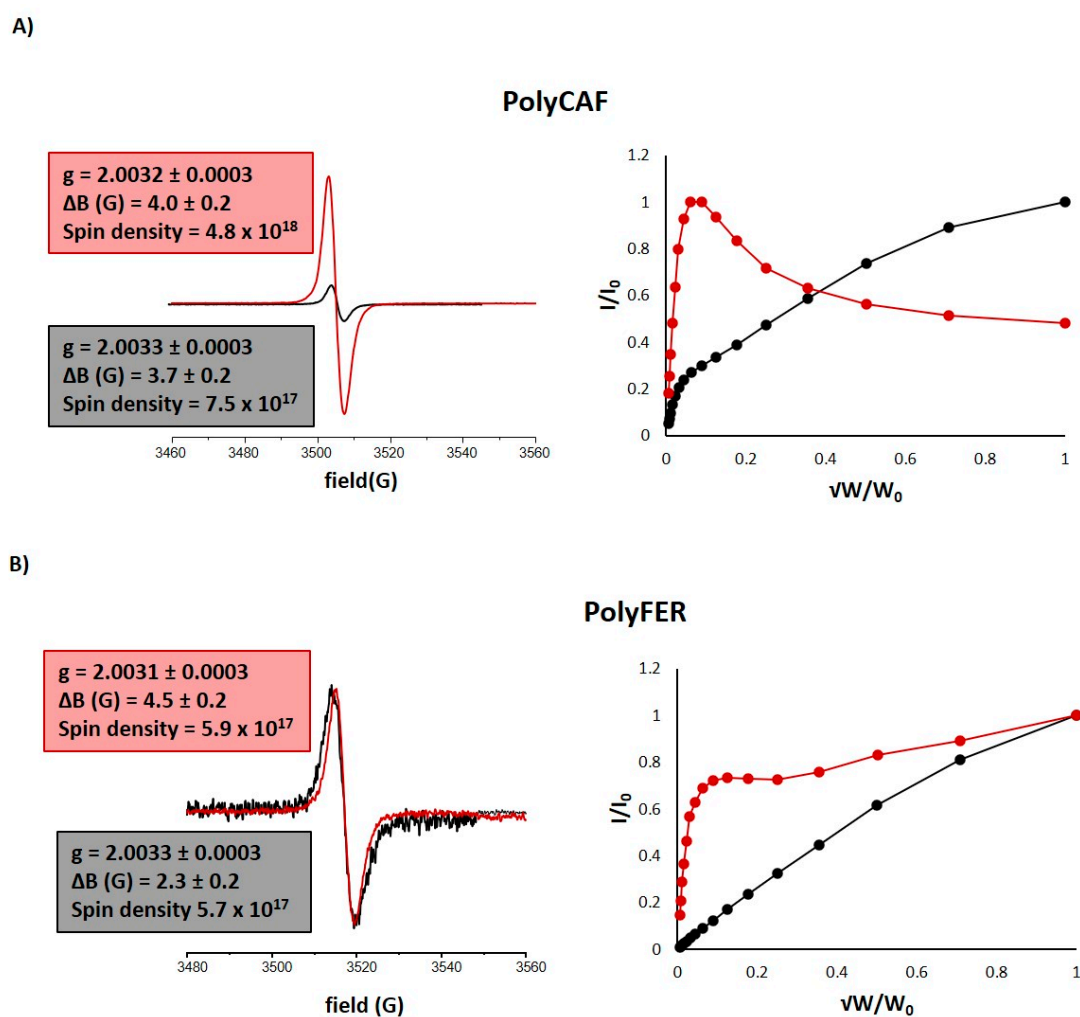 A)
PolyCAF
g = 2.0032 ± 0.0003
ΔB (G) = 4.0 ± 0.2
Spin density = 4.8 x 10¹⁸
g = 2.0033 ± 0.0003
ΔB (G) = 3.7 ± 0.2
Spin density = 7.5 x 10¹⁷
3460 3480 3500 3520 3540 3560
field(G)
1.2
1
0.8
0.6
0.4
0.2
0
0 0.2 0.4 0.6 0.8 1
I/I₀
√W/W₀
B)
PolyFER
g = 2.0031 ± 0.0003
ΔB (G) = 4.5 ± 0.2
Spin density = 5.9 x 10¹⁷
g = 2.0033 ± 0.0003
ΔB (G) = 2.3 ± 0.2
Spin density 5.7 x 10¹⁷
3480 3500 3520 3540 3560
field (G)
1.2
1
0.8
0.6
0.4
0.2
0
0 0.2 0.4 0.6 0.8 1
I/I₀
√W/W₀